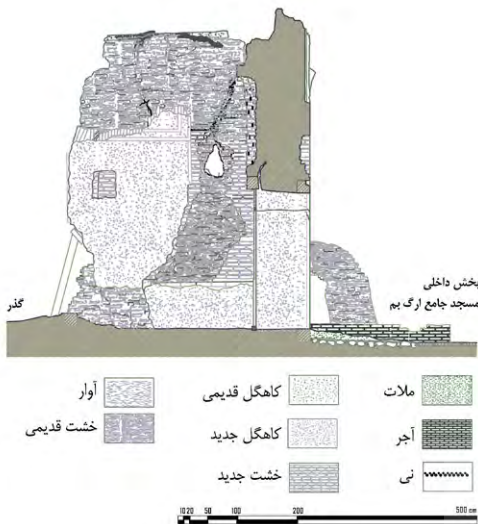 بخش داخلی
مسجد جامع ارگ بم
گذر
ملات
کاهگل قدیمی
آوار
آجر
کاهگل جدید
خشت قدیمی
نی
خشت جدید
10 20 50 100 200 500 cm